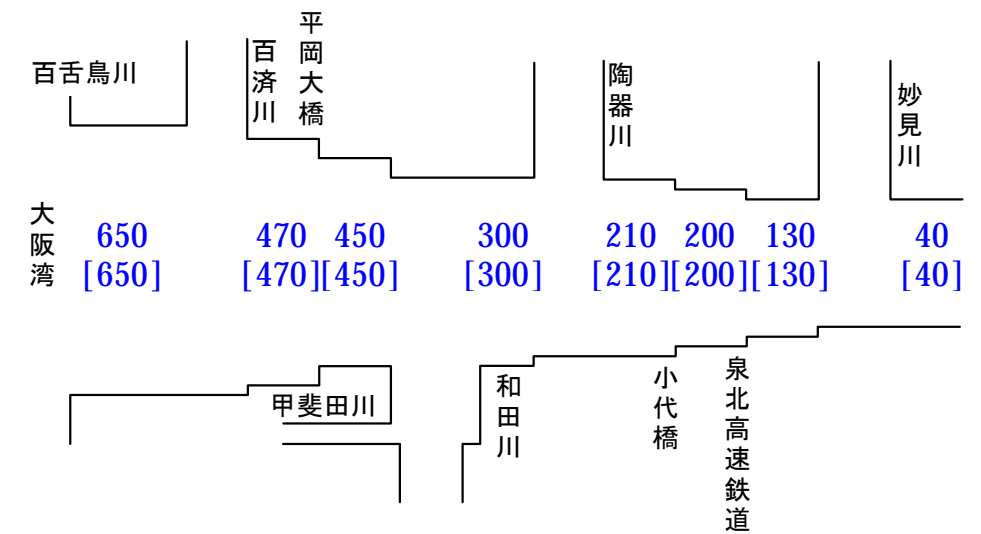 百舌鳥川
百済川
平岡大橋
陶器川
妙見川
大阪湾
650 470 450 300 210 200 130 40
[650] [470][450] [300] [210][200][130] [40]
甲斐田川
和田川
小代橋
泉北高速鉄道